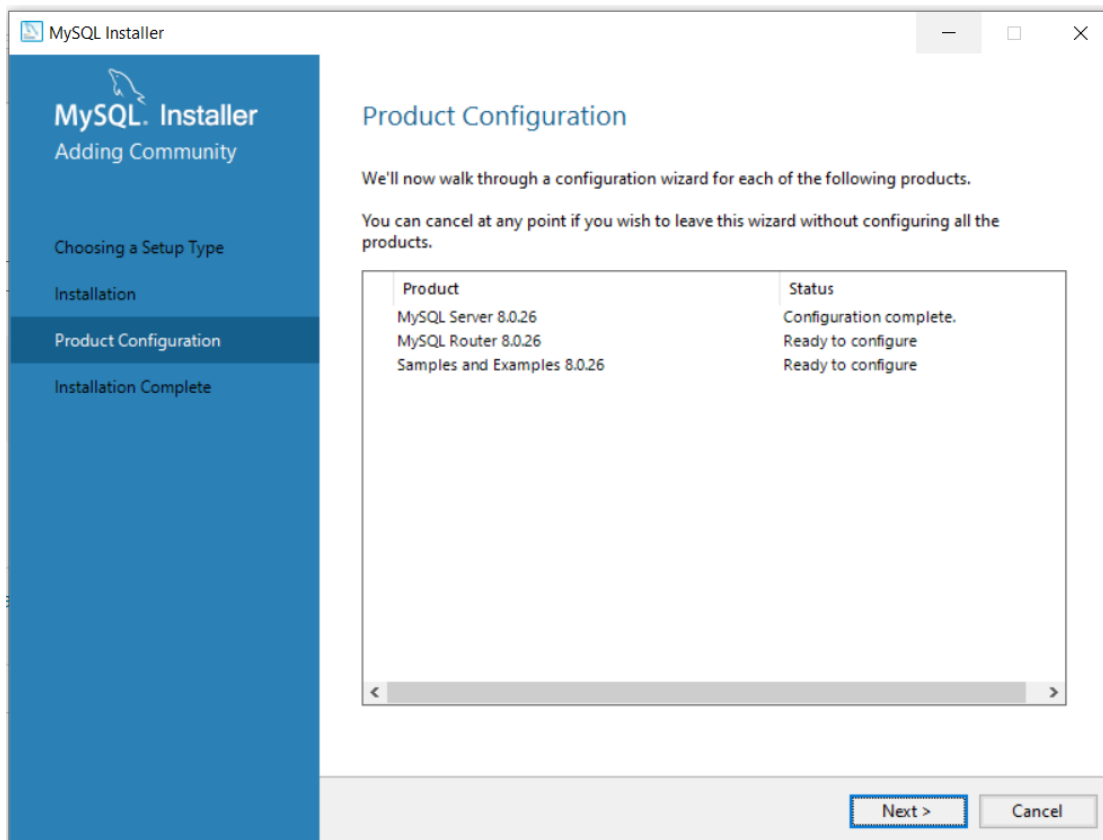 MySQL Installer
MySQL. Installer
Adding Community
Choosing a Setup Type
Installation
Product Configuration
Installation Complete
Product Configuration
We'll now walk through a configuration wizard for each of the following products.
You can cancel at any point if you wish to leave this wizard without configuring all the
products.
Product Status
MySQL Server 8.0.26 Configuration complete.
MySQL Router 8.0.26 Ready to configure
Samples and Examples 8.0.26 Ready to configure
Next > Cancel